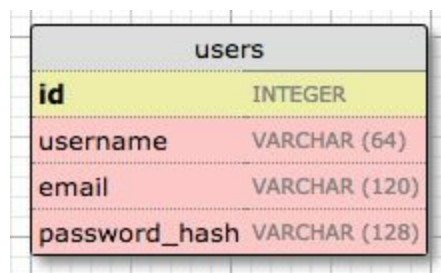 users
id INTEGER
username VARCHAR (64)
email VARCHAR (120)
password_hash VARCHAR (128)